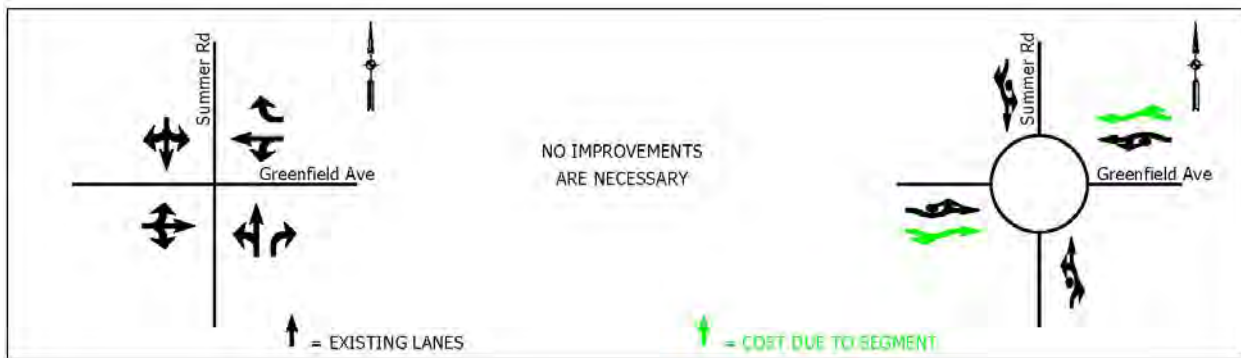 Summer Rd
Greenfield Ave
NO IMPROVEMENTS
ARE NECESSARY
Summer Rd
Greenfield Ave
= EXISTING LANES
= COST DUE TO SEGMENT